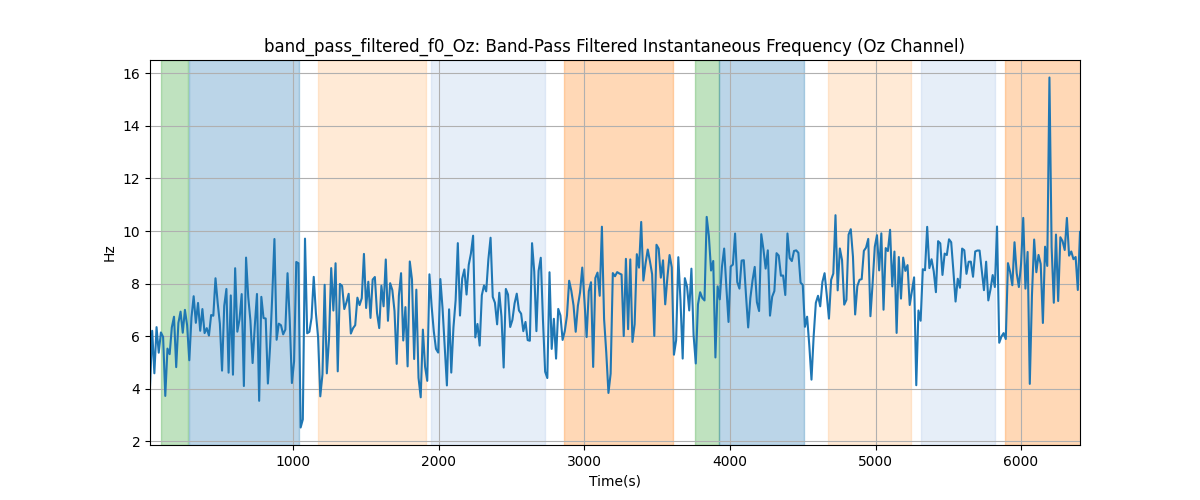 band_pass_filtered_f0_Oz: Band-Pass Filtered Instantaneous Frequency (Oz Channel)
16
14
12
10
8
6
4
2
Hz
1000 2000 3000 4000 5000 6000
Time(s)